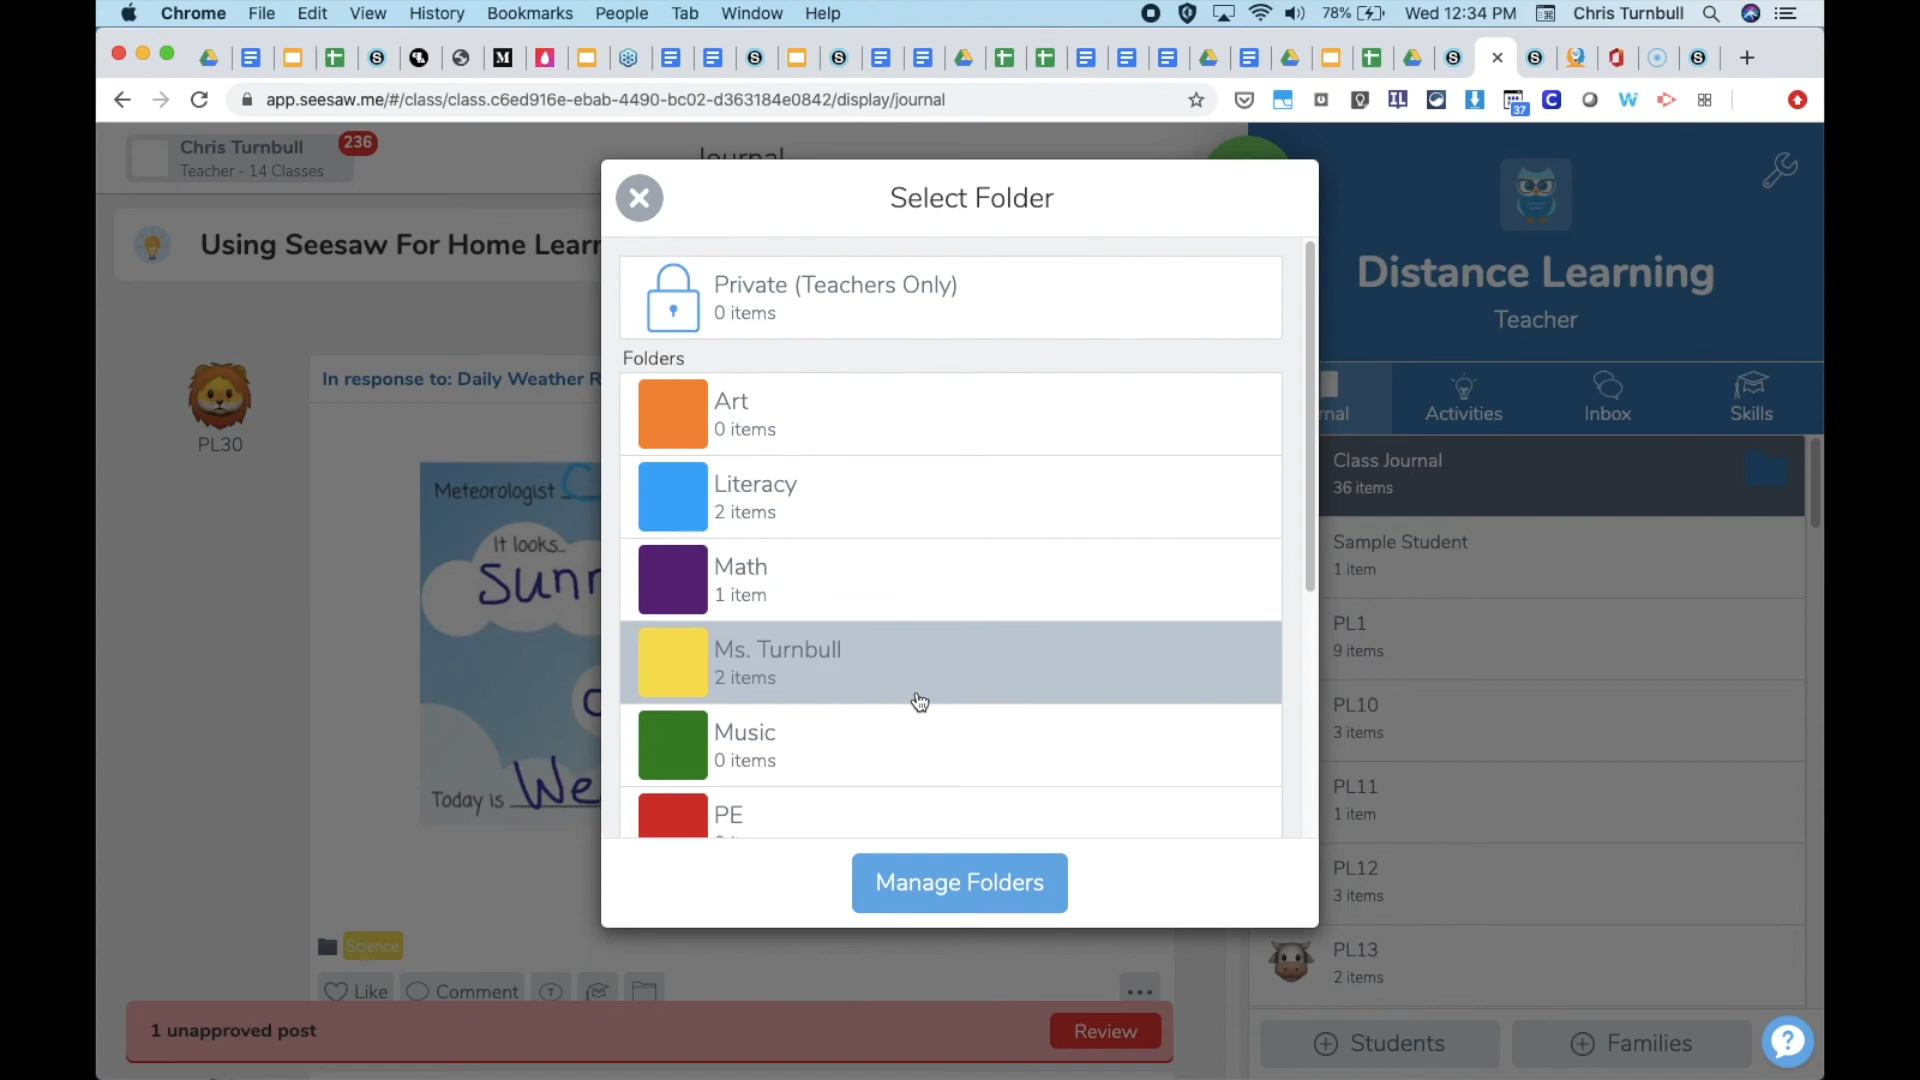 Chrome File Edit View History Bookmarks People Tab Window Help 78% Wed 12:34 PM Chris Turnbull
app.seesaw.me/#/class/class.c6ed916e-ebab-4490-bc02-d363184e0842/display/journal
37
Chris Turnbull
Teacher - 14 Classes
236
Journal
Using Seesaw For Home Learn
PL30
In response to: Daily Weather R
Meteorologist C
It looks...
Sunn
Today is We
Science
Like
Comment
1 unapproved post
Review
Select Folder
Private (Teachers Only)
0 items
Folders
Art
0 items
Literacy
2 items
Math
1 item
Ms. Turnbull
2 items
Music
0 items
PE
Manage Folders
Distance Learning
Teacher
rnal
Activities
Inbox
Skills
Class Journal
36 items
Sample Student
1 item
PL1
9 items
PL10
3 items
PL11
1 item
PL12
3 items
PL13
2 items
Students
Families